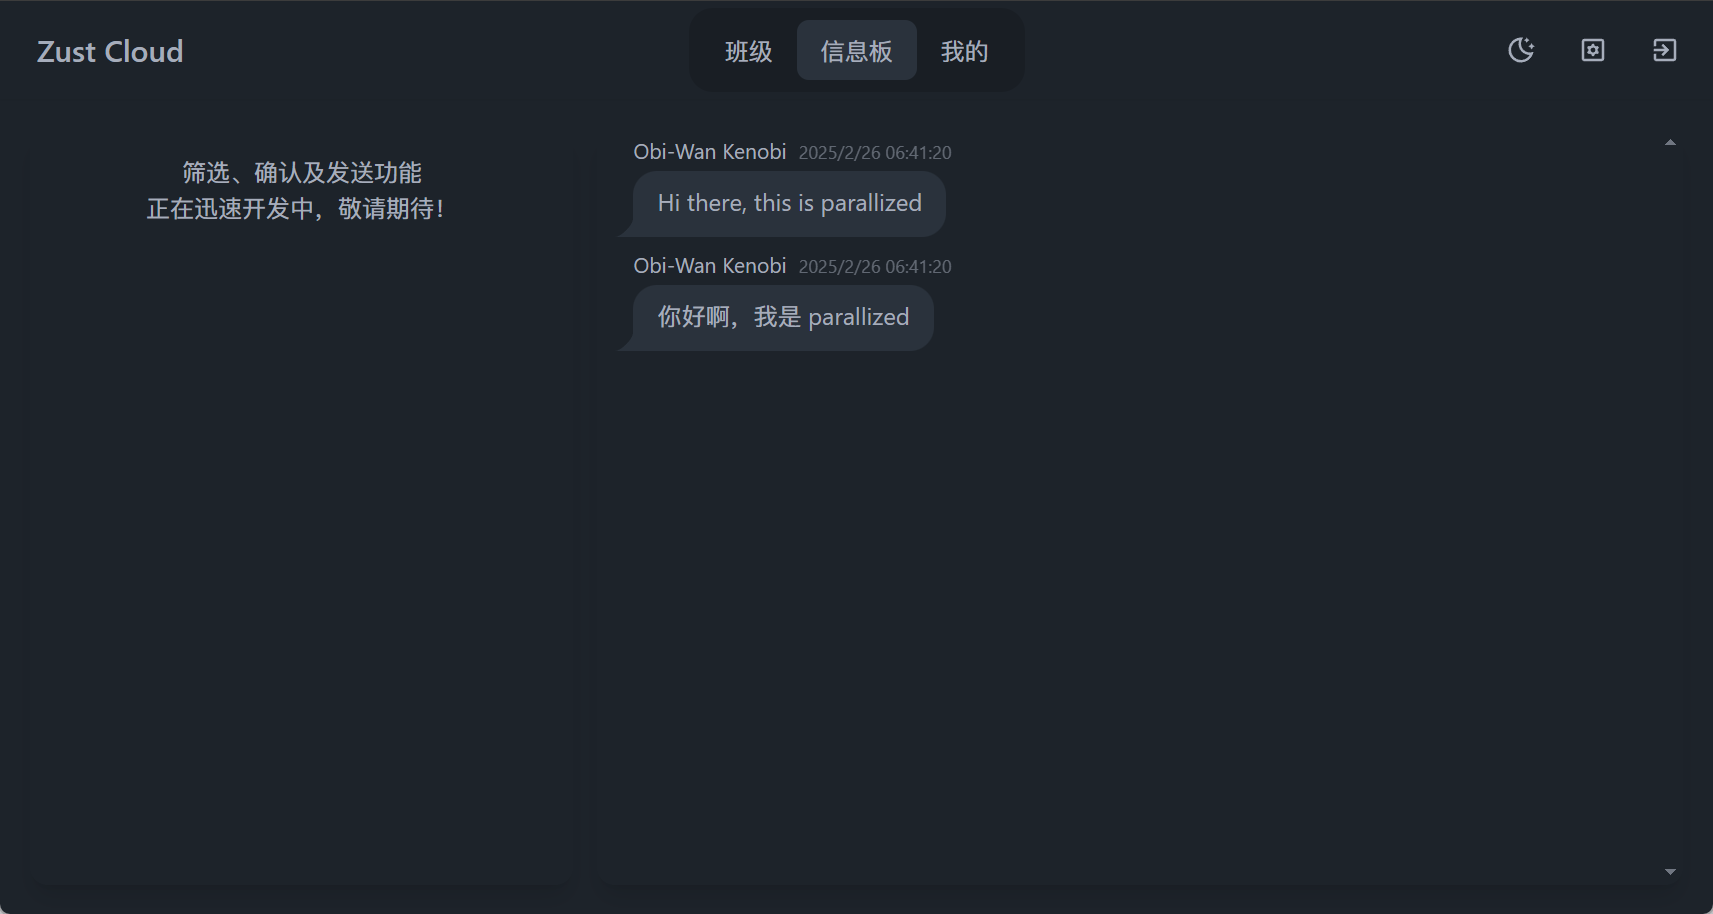 Zust Cloud
班级 信息板 我的
筛选、确认及发送功能
正在迅速开发中，敬请期待！
Obi-Wan Kenobi 2025/2/26 06:41:20
Hi there, this is parallized
Obi-Wan Kenobi 2025/2/26 06:41:20
你好啊，我是 parallized